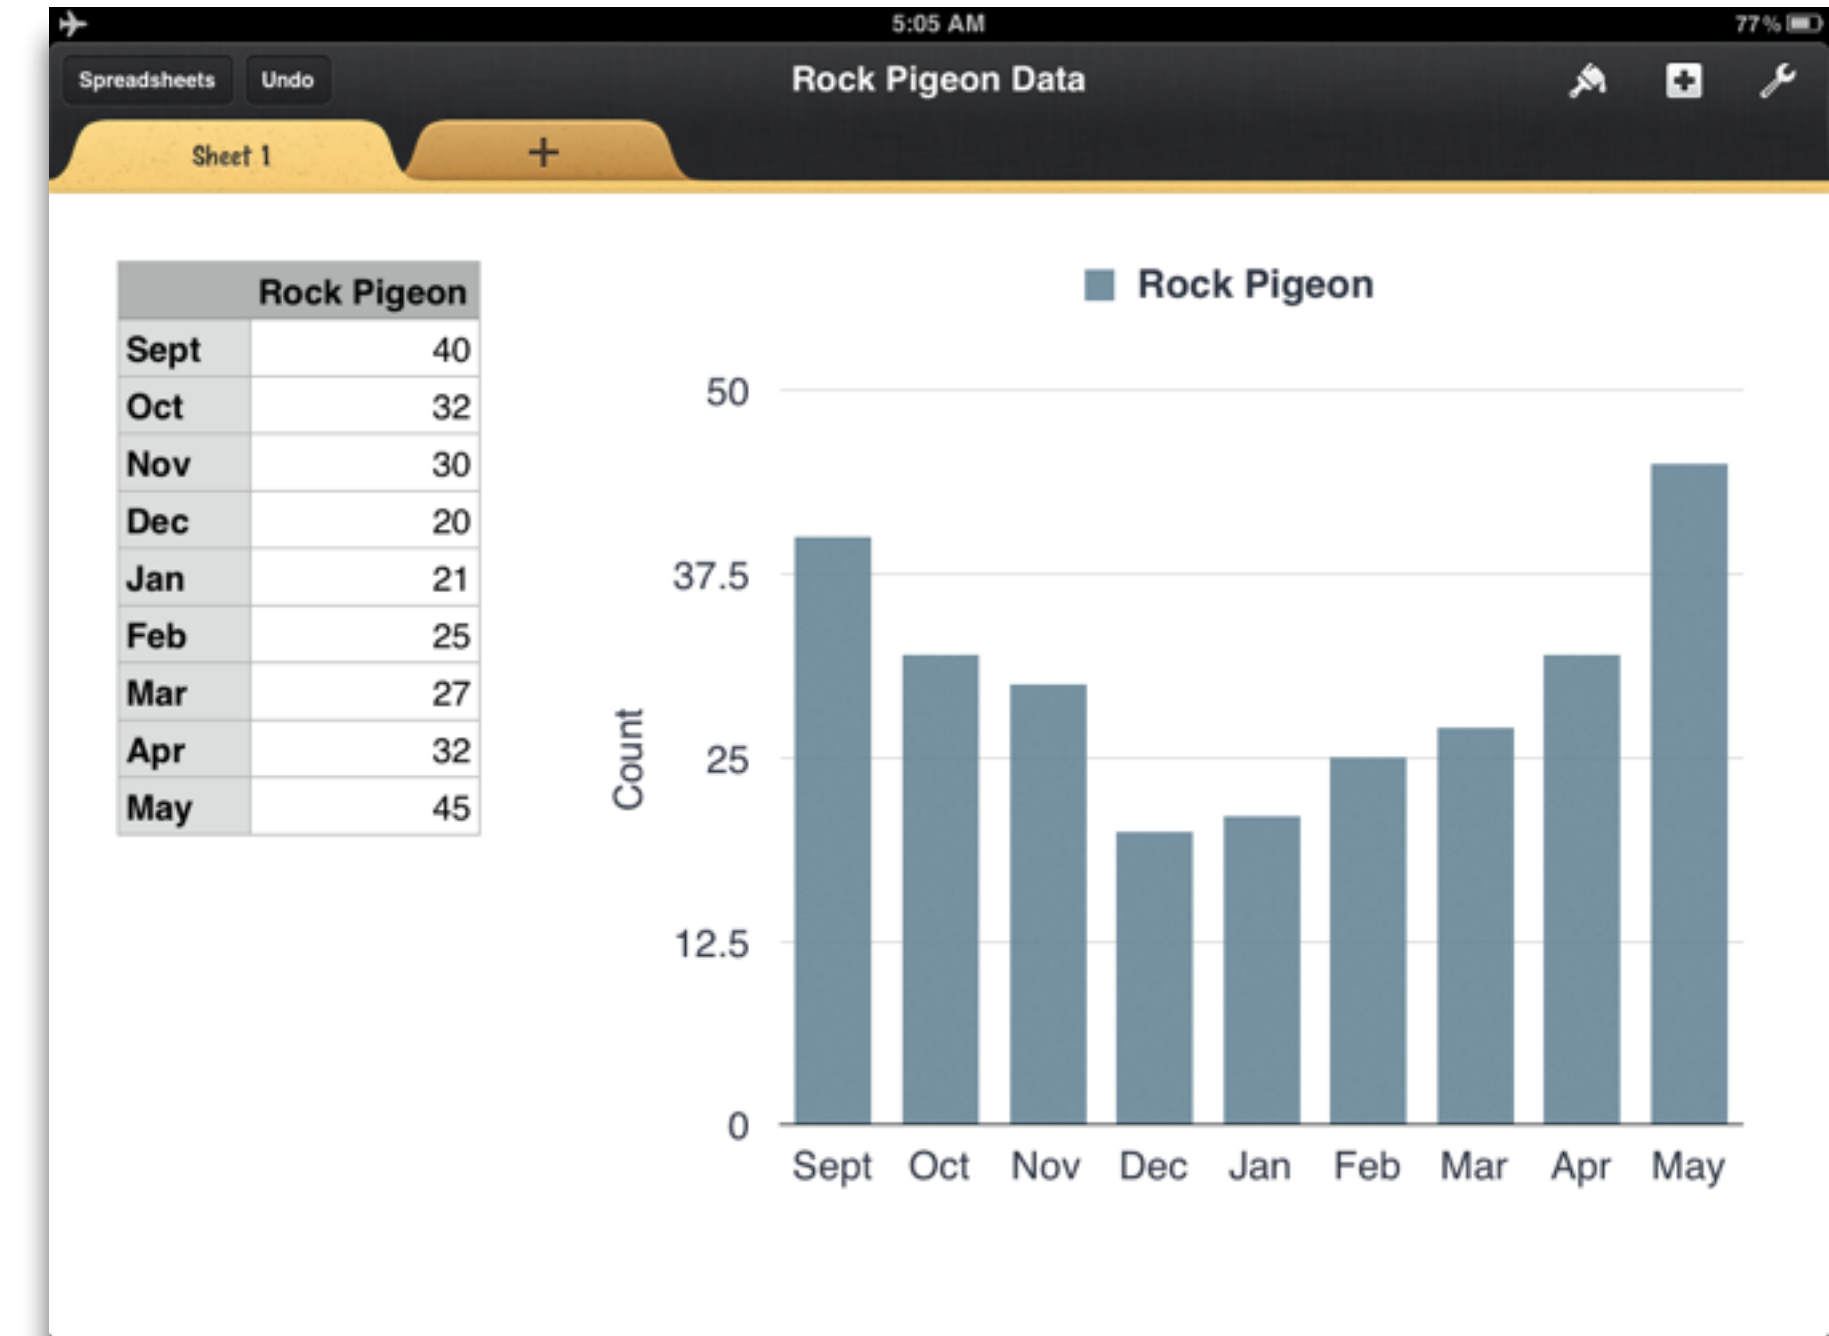 5:05 AM
77%
Spreadsheets
Undo
Rock Pigeon Data
Sheet 1
+
Rock Pigeon
Sept 40
Oct 32
Nov 30
Dec 20
Jan 21
Feb 25
Mar 27
Apr 32
May 45
Rock Pigeon
50
37.5
25
12.5
0
Count
Sept Oct Nov Dec Jan Feb Mar Apr May